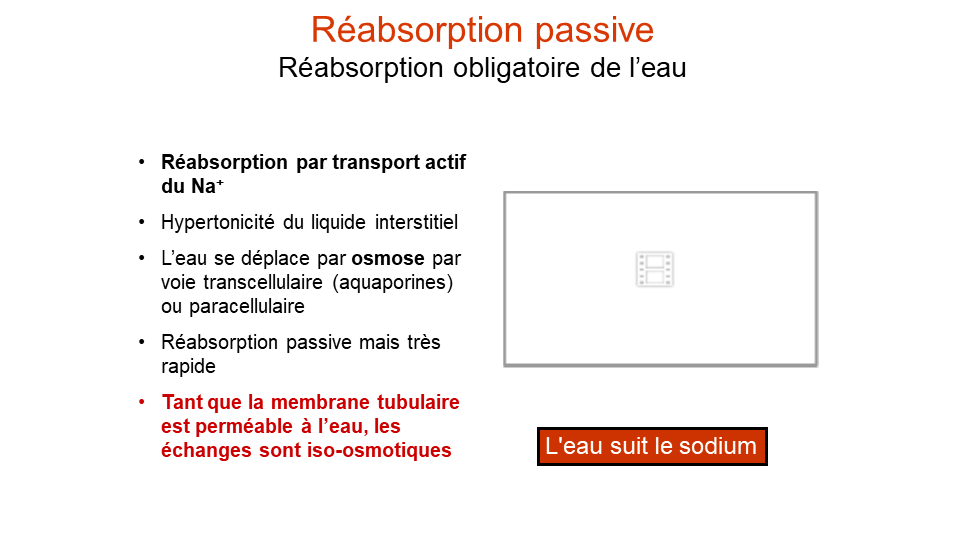 Réabsorption passive
Réabsorption obligatoire de l’eau
• Réabsorption par transport actif
du Na⁺
• Hypertonicité du liquide interstitiel
• L’eau se déplace par osmose par
voie transcellulaire (aquaporines)
ou paracellulaire
• Réabsorption passive mais très
rapide
• Tant que la membrane tubulaire
est perméable à l’eau, les
échanges sont iso-osmotiques
L'eau suit le sodium